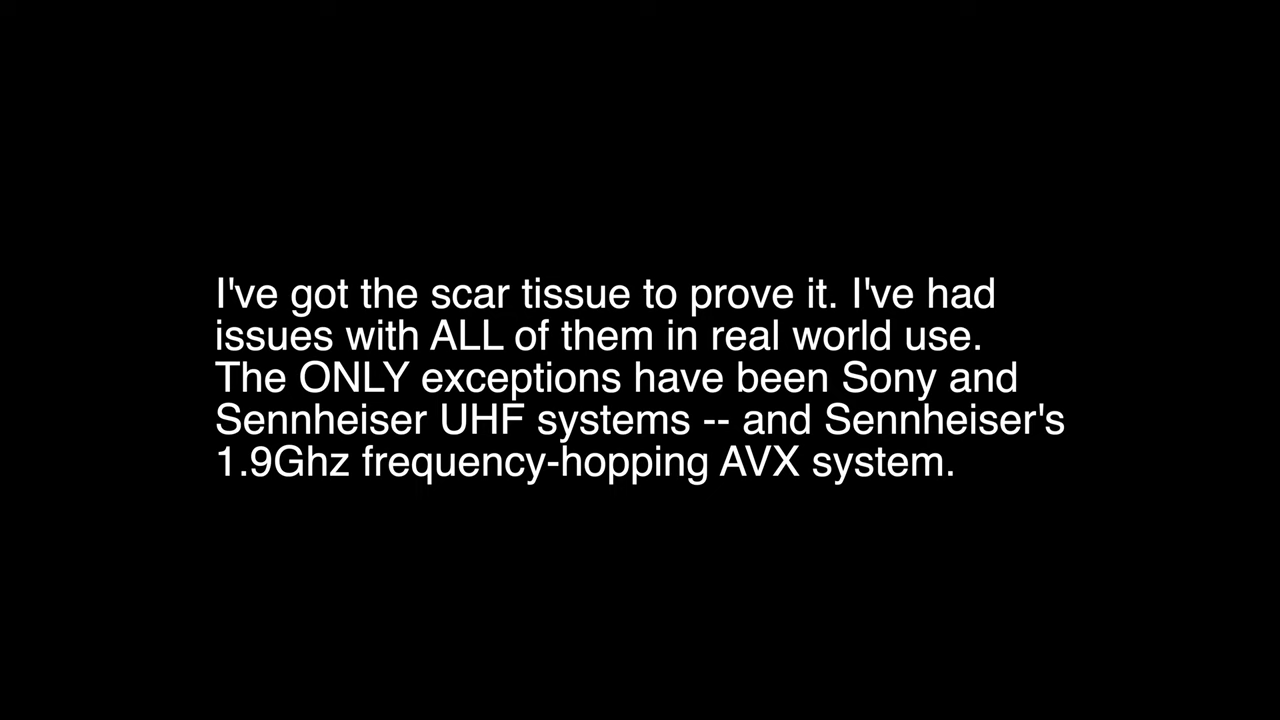 I've got the scar tissue to prove it. I've had
issues with ALL of them in real world use.
The ONLY exceptions have been Sony and
Sennheiser UHF systems -- and Sennheiser's
1.9Ghz frequency-hopping AVX system.